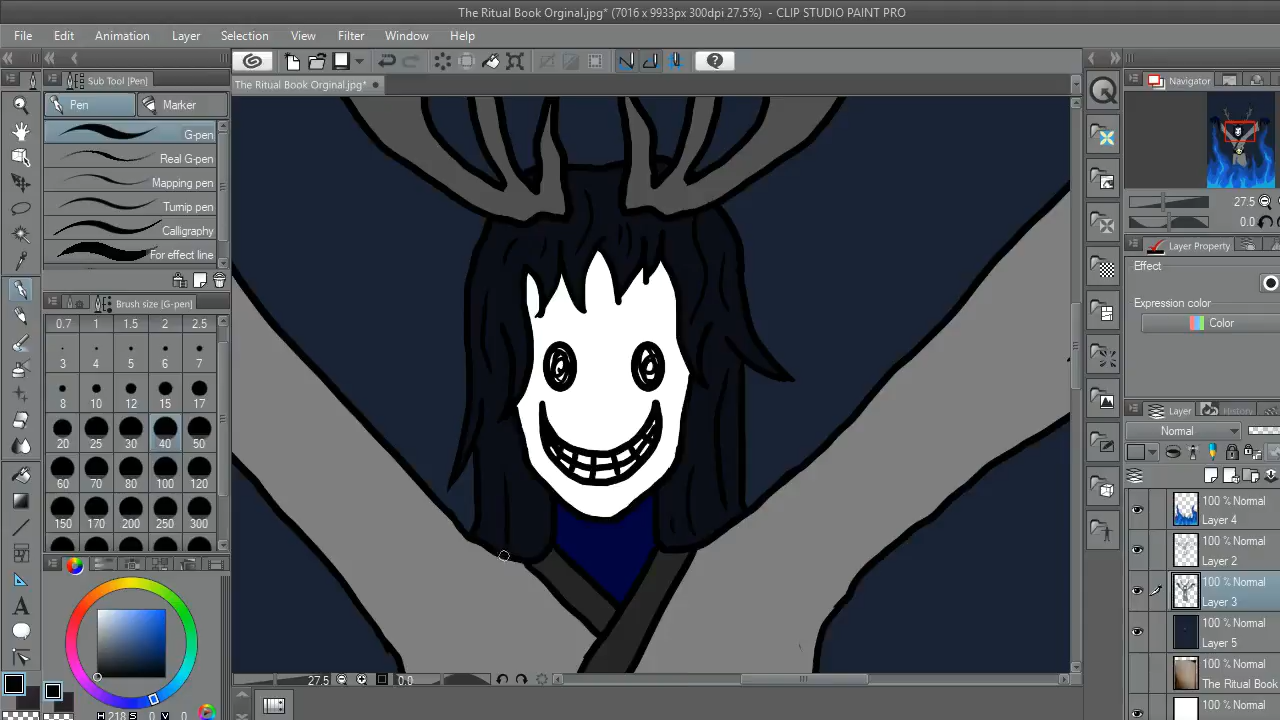 The Ritual Book Orginal.jpg* (7016 x 9933px 300dpi 27.5%) - CLIP STUDIO PAINT PRO
File Edit Animation Layer Selection View Filter Window Help
Sub Tool [Pen]
The Ritual Book Orginal.jpg*
Navigator
Pen Marker
G-pen
Real G-pen
Mapping pen
Turnip pen
Calligraphy
For effect line
27.5
0.0
Layer Property
Effect
Expression color
Color
Brush size [G-pen]
0.7 1 1.5 2 2.5
3 4 5 6 7
8 10 12 15 17
20 25 30 40 50
60 70 80 100 120
150 170 200 250 300
Layer History
Normal
100 % Normal
Layer 4
100 % Normal
Layer 2
100 % Normal
Layer 3
100 % Normal
Layer 5
100 % Normal
The Ritual Book
100 % Normal
27.5 0.0
H 218 S 0 V 0